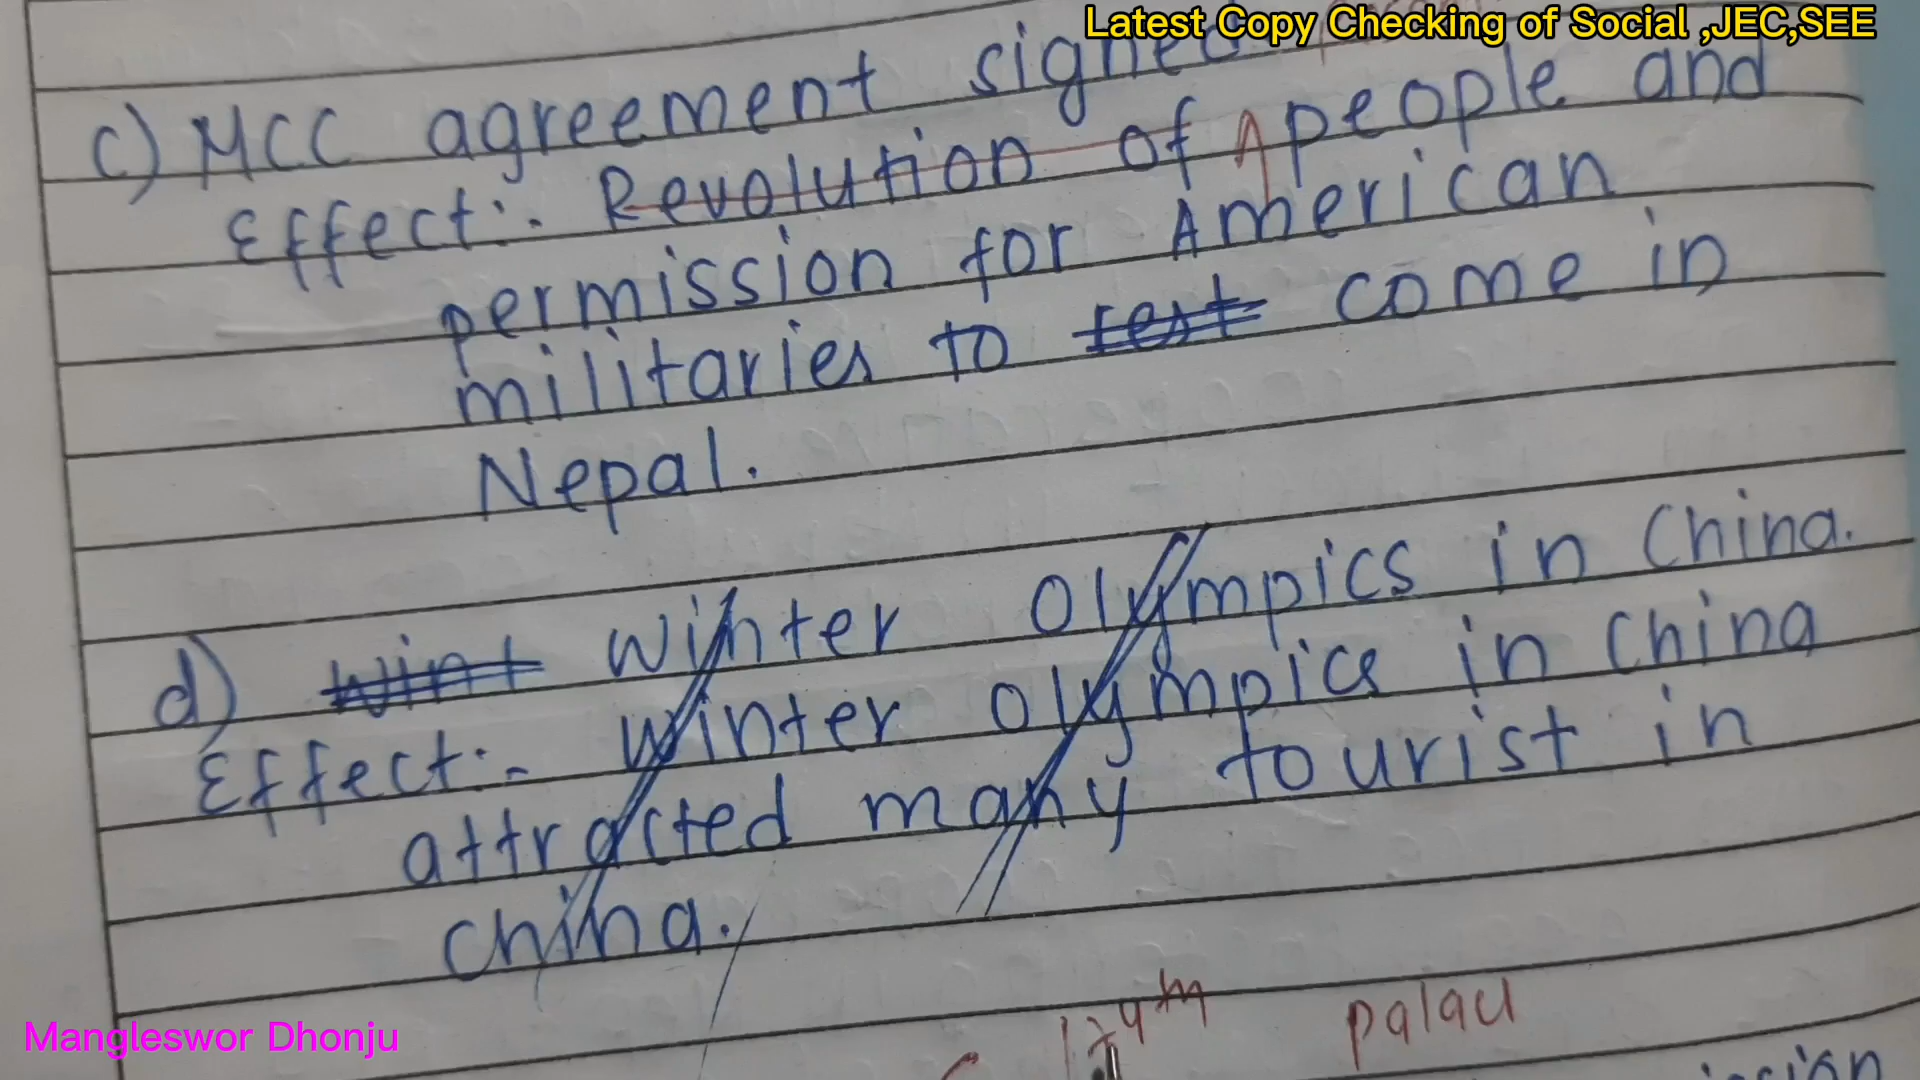 Latest Copy Checking of Social ,JEC,SEE
c) MCC agreement signed
Effect:- Revolution of people and
permission for American
militaries to test come in
Nepal.
d) Wint Winter Olympics in China.
Effect:- Winter olympics in China
attracted many tourist in
china.
palau
Mangleswor Dhonju